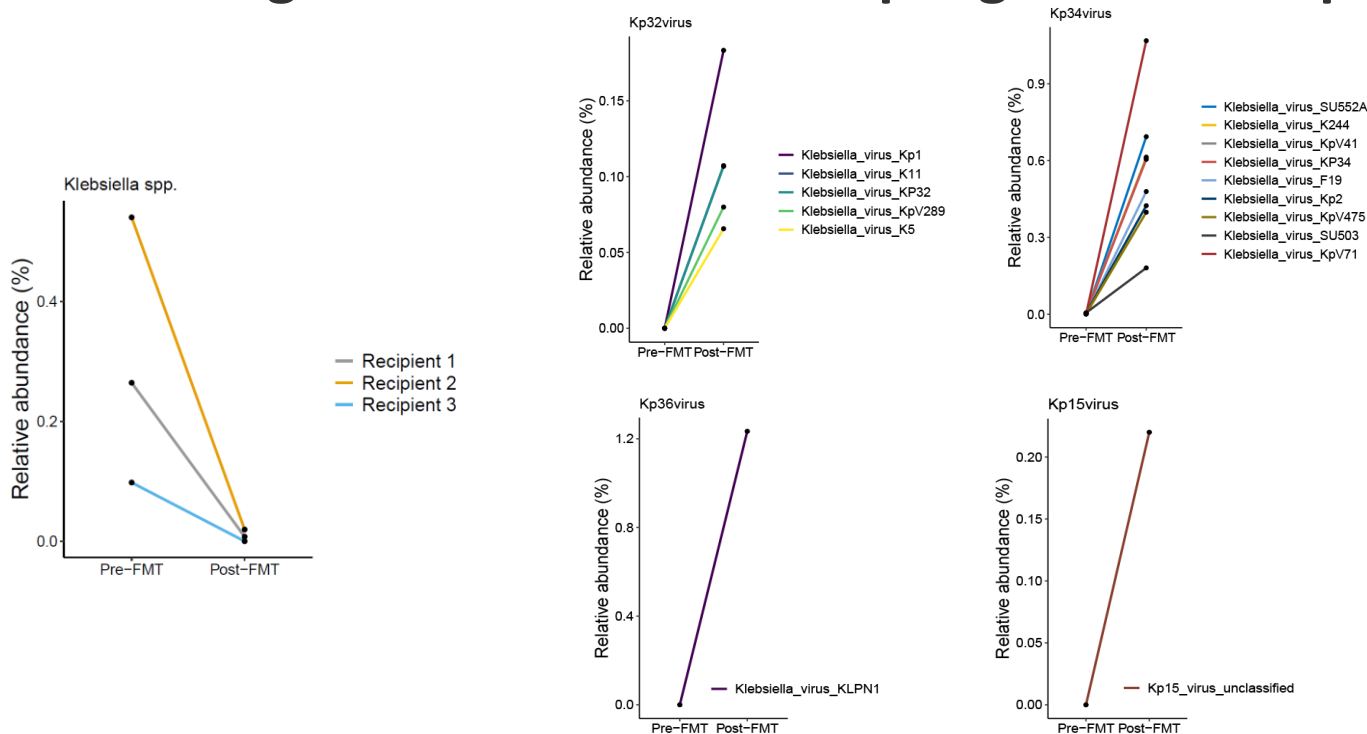 Klebsiella spp.
Relative abundance (%)
0.4
0.2
0.0
Pre-FMT Post-FMT
Recipient 1
Recipient 2
Recipient 3
Kp32virus
Relative abundance (%)
0.15
0.10
0.05
0.00
Pre-FMT Post-FMT
Klebsiella_virus_Kp1
Klebsiella_virus_K11
Klebsiella_virus_KP32
Klebsiella_virus_KpV289
Klebsiella_virus_K5
Kp34virus
Relative abundance (%)
0.9
0.6
0.3
0.0
Pre-FMT Post-FMT
Klebsiella_virus_SU552A
Klebsiella_virus_K244
Klebsiella_virus_KpV41
Klebsiella_virus_KP34
Klebsiella_virus_F19
Klebsiella_virus_Kp2
Klebsiella_virus_KpV475
Klebsiella_virus_SU503
Klebsiella_virus_KpV71
Kp36virus
Relative abundance (%)
1.2
0.8
0.4
0.0
Klebsiella_virus_KLPN1
Pre-FMT Post-FMT
Kp15virus
Relative abundance (%)
0.20
0.15
0.10
0.05
0.00
Kp15_virus_unclassified
Pre-FMT Post-FMT